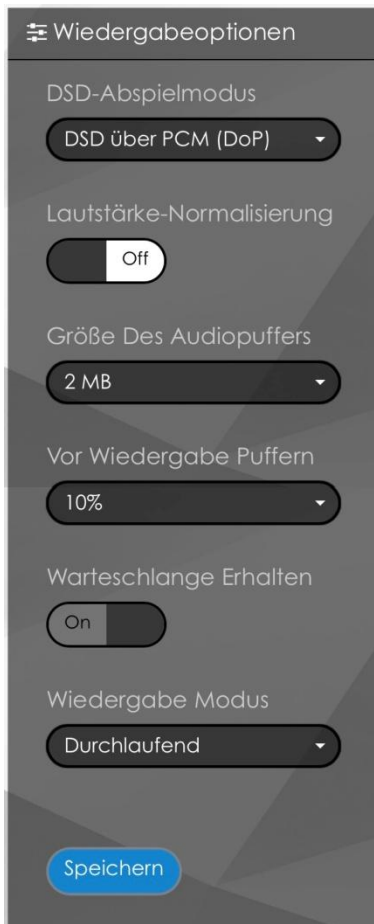 Wiedergabeoptionen
DSD-Abspielmodus
DSD über PCM (DoP)
Lautstärke-Normalisierung
Off
Größe Des Audiopuffers
2 MB
Vor Wiedergabe Puffern
10%
Warteschlange Erhalten
On
Wiedergabe Modus
Durchlaufend
Speichern